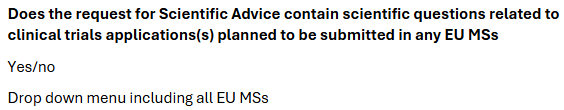 Does the request for Scientific Advice contain scientific questions related to
clinical trials applications(s) planned to be submitted in any EU MSs
Yes/no
Drop down menu including all EU MSs